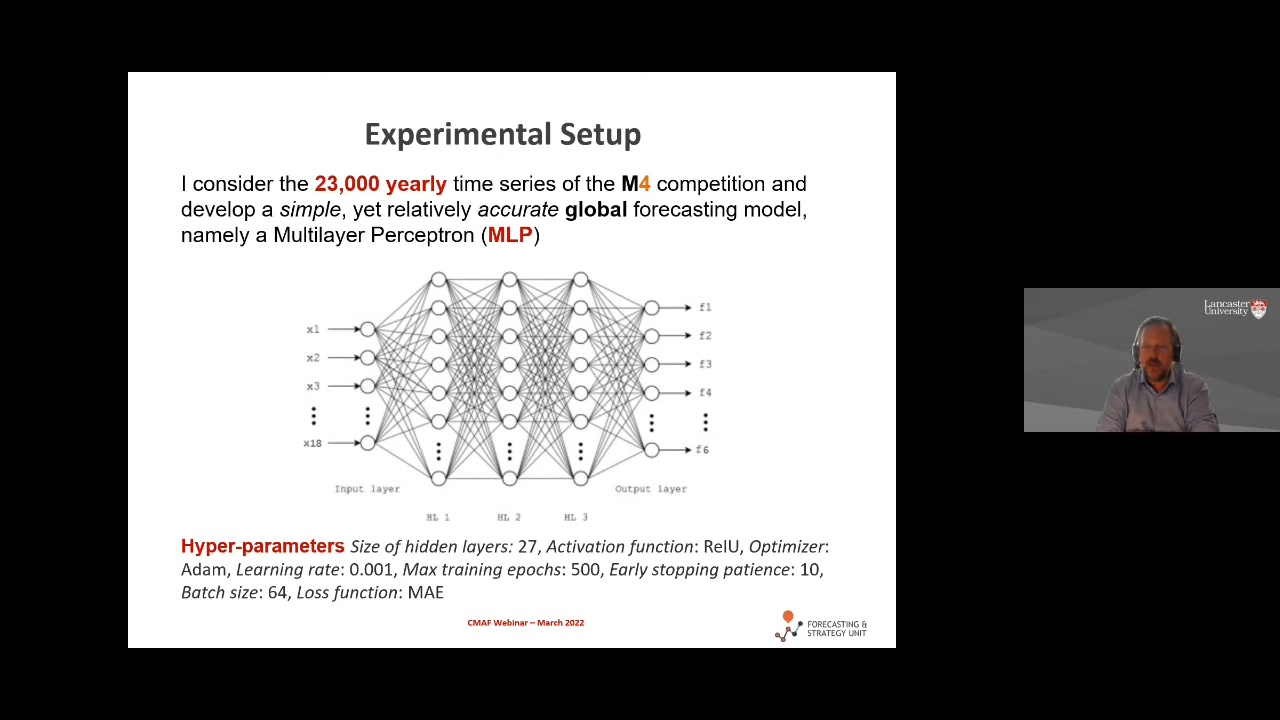 Experimental Setup
I consider the 23,000 yearly time series of the M4 competition and
develop a simple, yet relatively accurate global forecasting model,
namely a Multilayer Perceptron (MLP)
x1
x2
x3
x18
f1
f2
f3
f4
f6
Input layer
Output layer
HL 1
HL 2
HL 3
Hyper-parameters Size of hidden layers: 27, Activation function: RelU, Optimizer:
Adam, Learning rate: 0.001, Max training epochs: 500, Early stopping patience: 10,
Batch size: 64, Loss function: MAE
CMAF Webinar – March 2022
FORECASTING &
STRATEGY UNIT
Lancaster
University